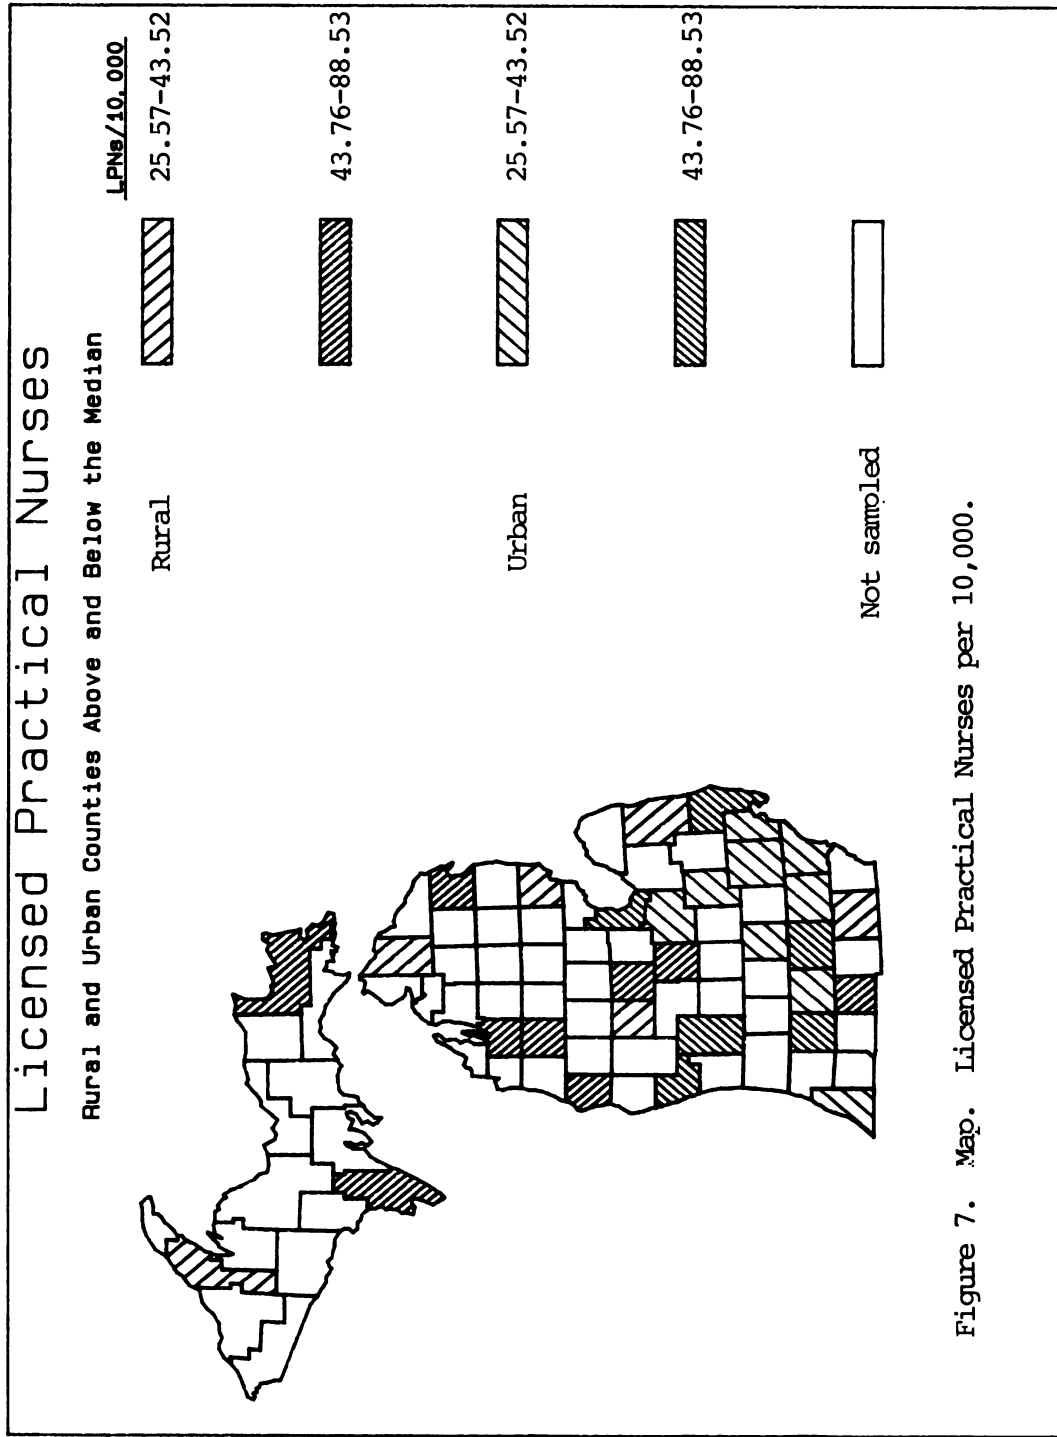 Licensed Practical Nurses
Rural and Urban Counties Above and Below the Median
LPNs/10,000
Rural 25.57-43.52
43.76-88.53
Urban 25.57-43.52
43.76-88.53
Not sampled
Figure 7. Map. Licensed Practical Nurses per 10,000.